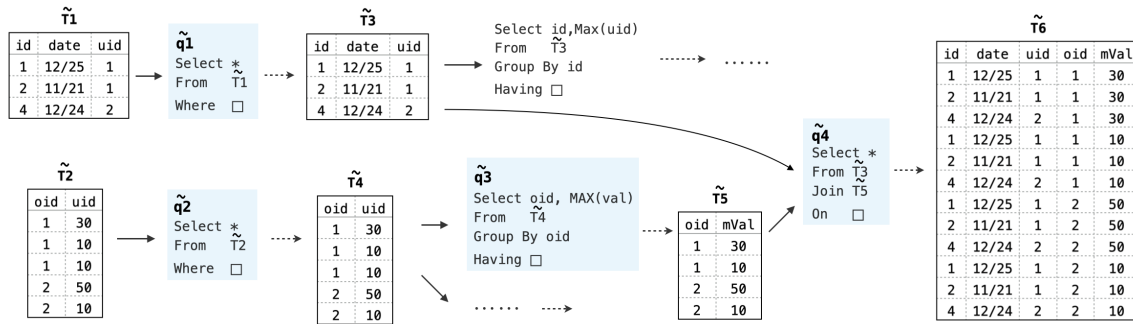 T̃1
id date uid
1 12/25 1
2 11/21 1
4 12/24 2
q̃1
Select *
From T̃1
Where □
T̃3
id date uid
1 12/25 1
2 11/21 1
4 12/24 2
Select id,Max(uid)
From T̃3
Group By id
Having □
......
T̃2
oid uid
1 30
1 10
1 10
2 50
2 10
q̃2
Select *
From T̃2
Where □
T̃4
oid uid
1 30
1 10
1 10
2 50
2 10
q̃3
Select oid, MAX(val)
From T̃4
Group By oid
Having □
......
T̃5
oid mVal
1 30
1 10
2 50
2 10
q̃4
Select *
From T̃3
Join T̃5
On □
T̃6
id date uid oid mVal
1 12/25 1 1 30
2 11/21 1 1 30
4 12/24 2 1 30
1 12/25 1 1 10
2 11/21 1 1 10
4 12/24 2 1 10
1 12/25 1 2 50
2 11/21 1 2 50
4 12/24 2 2 50
1 12/25 1 2 10
2 11/21 1 2 10
4 12/24 2 2 10